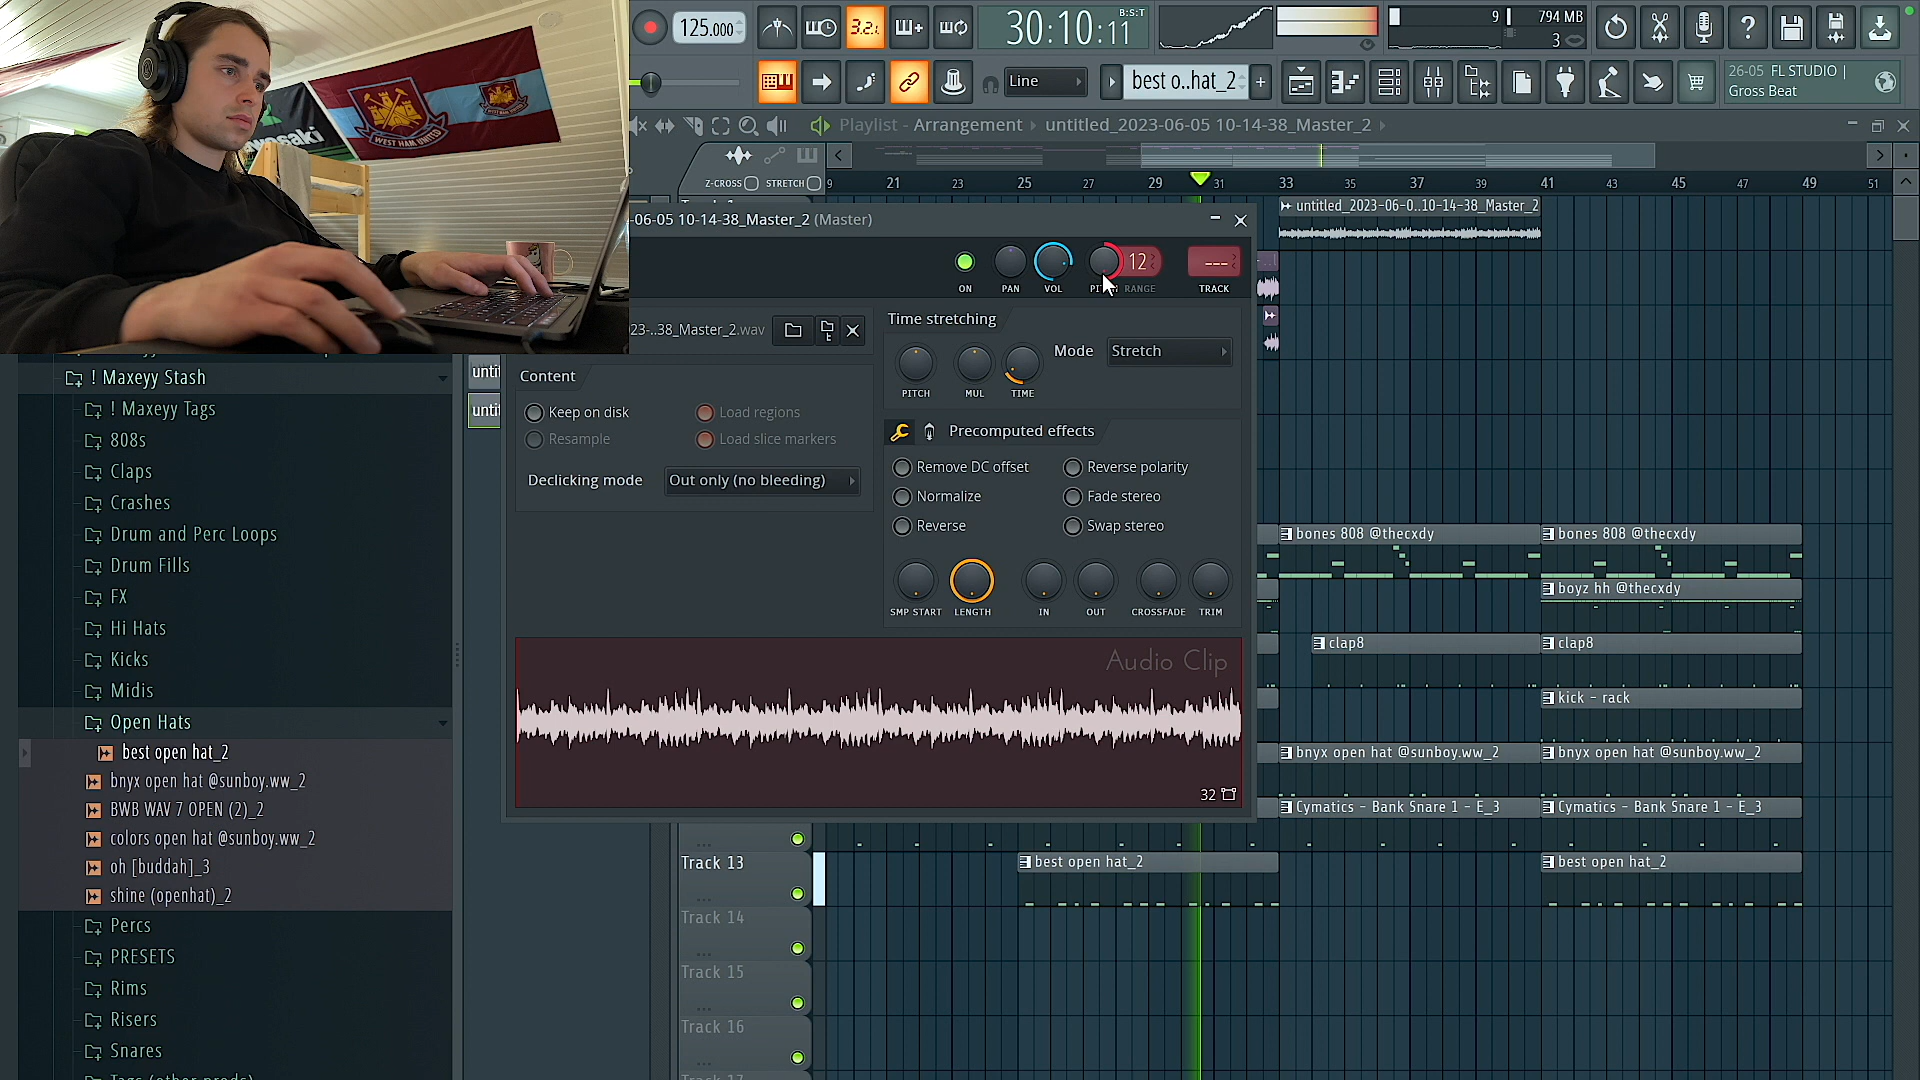 125.000
3.2.
30:10:11
B:S:T
9
794 MB
3
Line
best o..hat_2
26-05 FL STUDIO |
Gross Beat
WEST HAM UNITED
Playlist - Arrangement
untitled_2023-06-05 10-14-38_Master_2
Z-CROSS
STRETCH
9
21
23
25
27
29
31
33
35
37
39
41
43
45
47
49
51
untitled_2023-06-0..10-14-38_Master_2
-06-05 10-14-38_Master_2 (Master)
12
---
ON
PAN
VOL
RANGE
TRACK
23-..38_Master_2.wav
Time stretching
Mode
Stretch
PITCH
MUL
TIME
Content
Keep on disk
Load regions
Resample
Load slice markers
Declicking mode
Out only (no bleeding)
Precomputed effects
Remove DC offset
Reverse polarity
Normalize
Fade stereo
Reverse
Swap stereo
SMP START
LENGTH
IN
OUT
CROSSFADE
TRIM
Audio Clip
32
! Maxeyy Stash
! Maxeyy Tags
808s
Claps
Crashes
Drum and Perc Loops
Drum Fills
FX
Hi Hats
Kicks
Midis
Open Hats
best open hat_2
bnyx open hat @sunboy.ww_2
BWB WAV 7 OPEN (2)_2
colors open hat @sunboy.ww_2
oh [buddah]_3
shine (openhat)_2
Percs
PRESETS
Rims
Risers
Snares
untit
untit
bones 808 @thecxdy
bones 808 @thecxdy
boyz hh @thecxdy
clap8
clap8
kick - rack
bnyx open hat @sunboy.ww_2
bnyx open hat @sunboy.ww_2
Cymatics - Bank Snare 1 - E_3
Cymatics - Bank Snare 1 - E_3
Track 13
best open hat_2
best open hat_2
Track 14
Track 15
Track 16